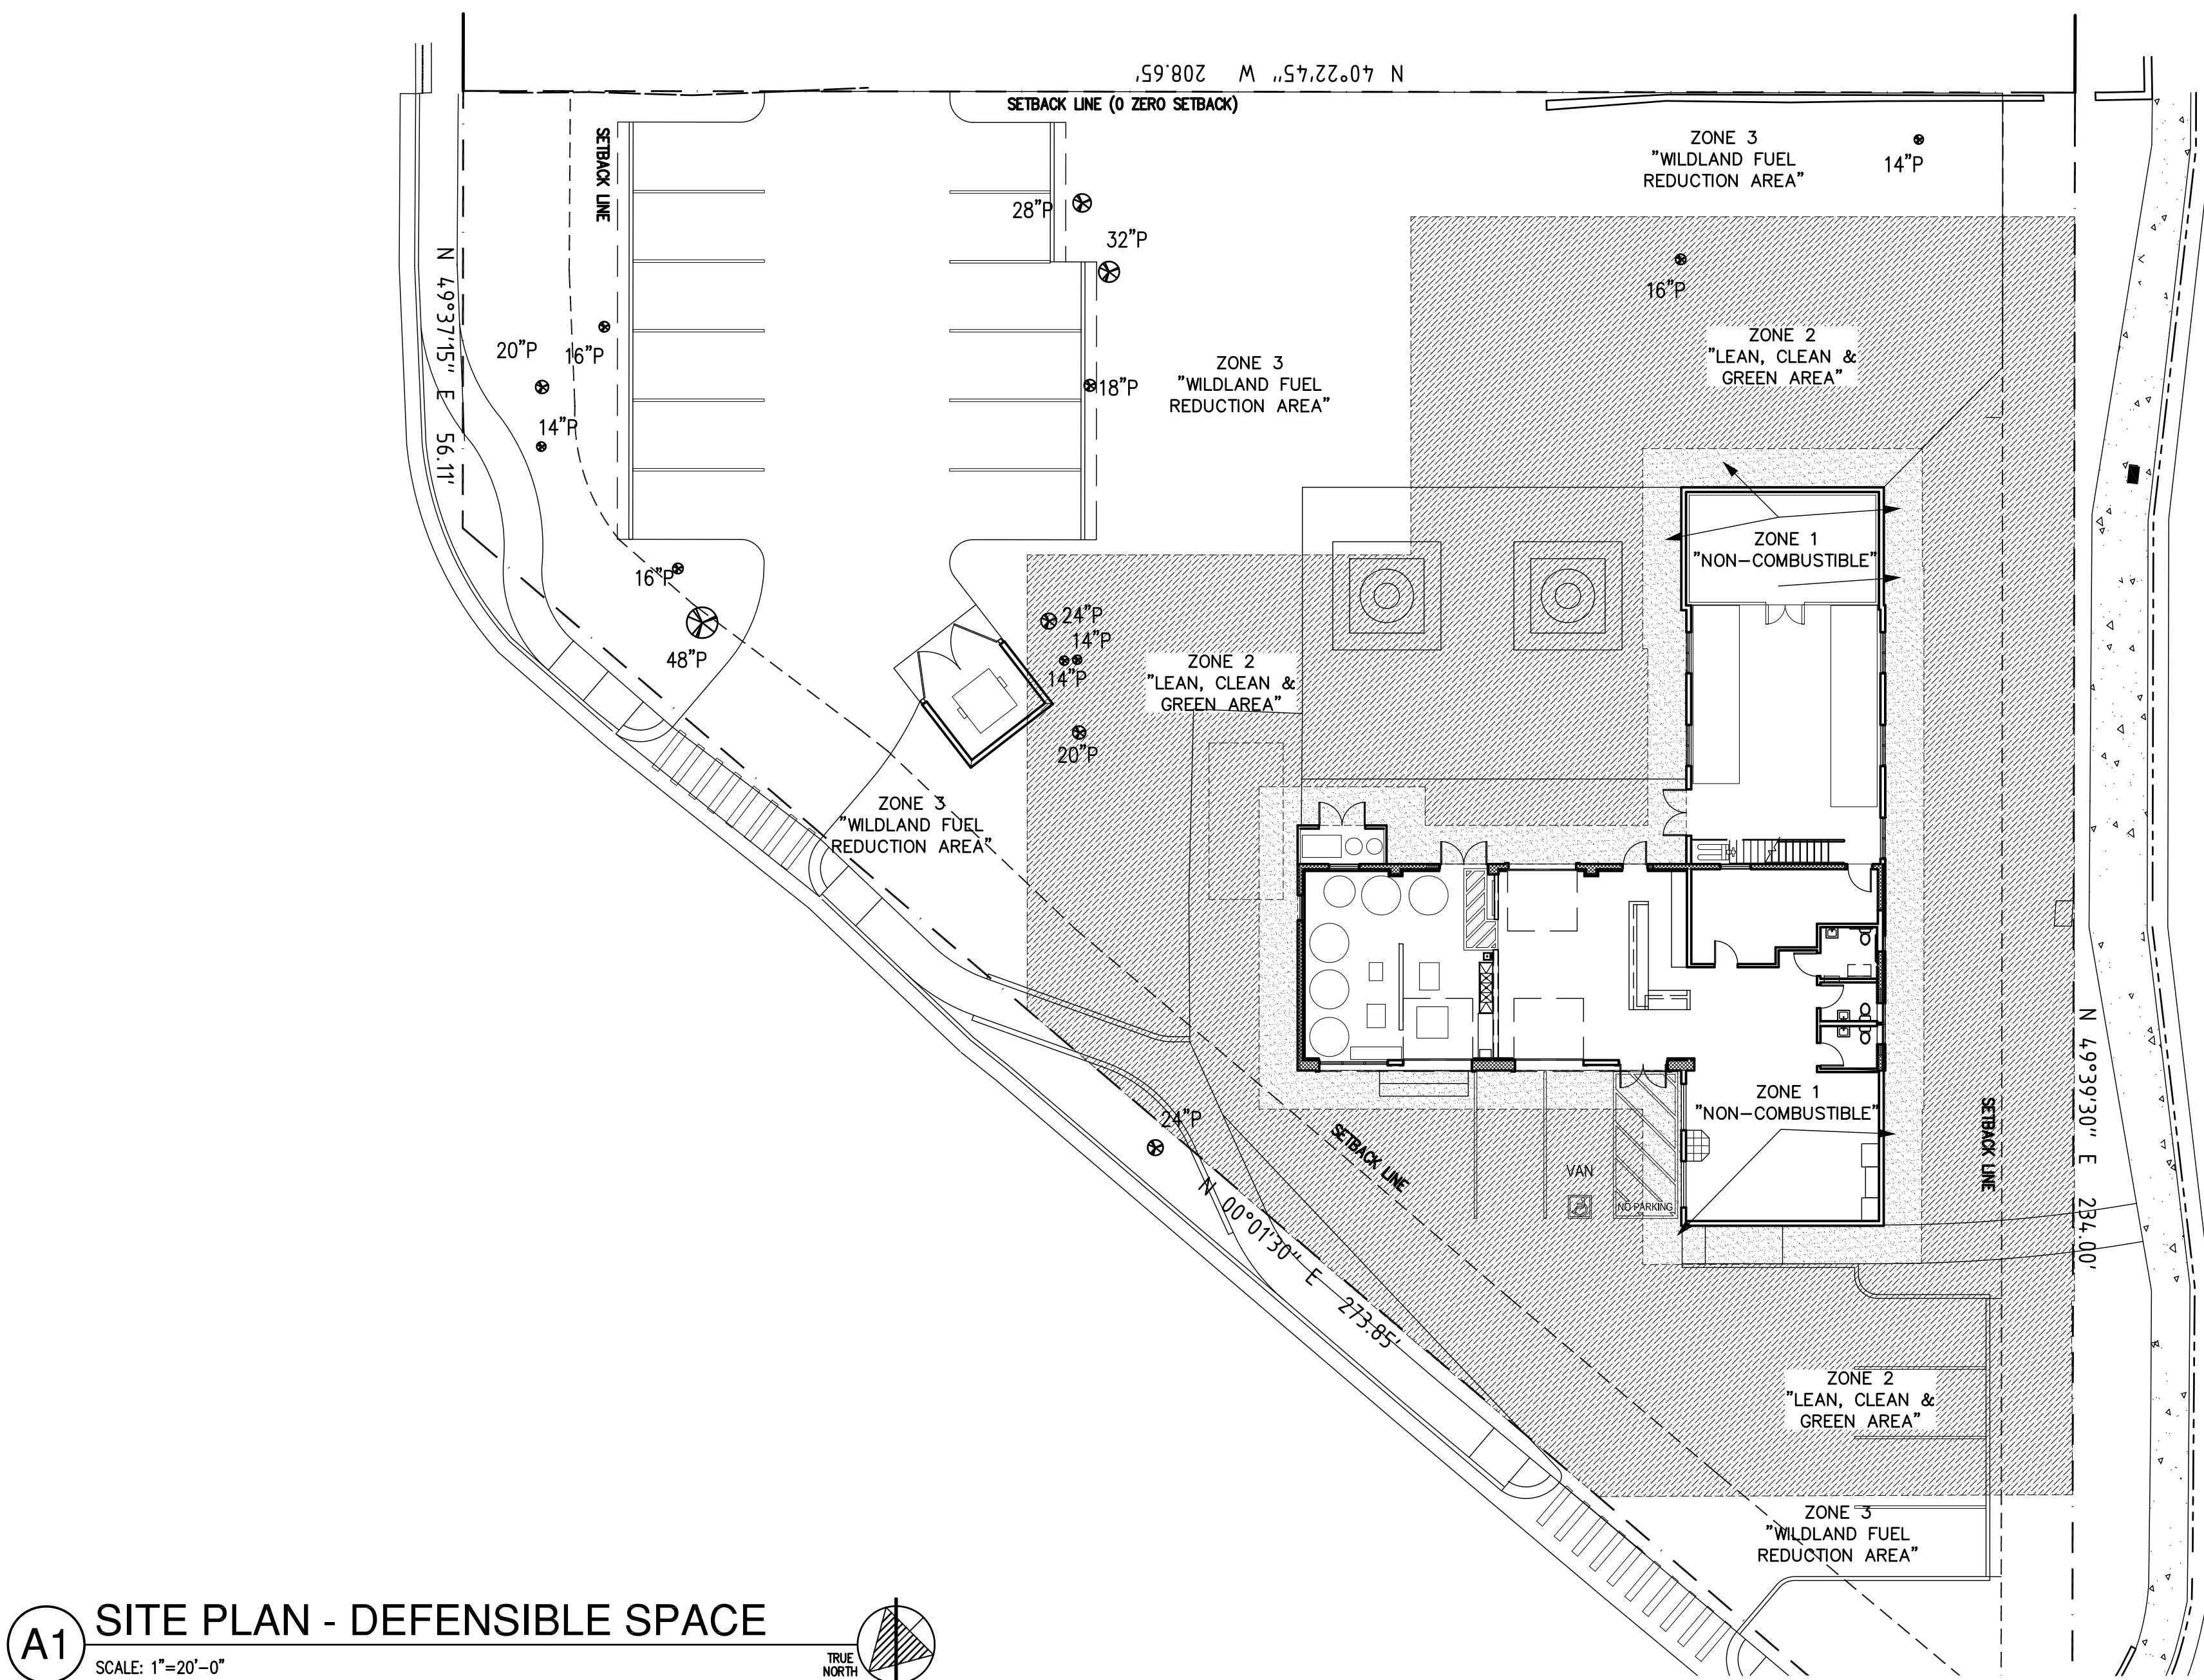 N 40°22'45" W 208.65'
SETBACK LINE (0 ZERO SETBACK)
SETBACK LINE
ZONE 3
"WILDLAND FUEL
REDUCTION AREA"
14"P
28"P
32"P
16"P
N 49°37'15" E 56.11'
20"P
16"P
14"P
18"P
ZONE 3
"WILDLAND FUEL
REDUCTION AREA"
ZONE 2
"LEAN, CLEAN &
GREEN AREA"
ZONE 1
"NON-COMBUSTIBLE"
16"P
48"P
24"P
14"P
14"P
20"P
ZONE 2
"LEAN, CLEAN &
GREEN AREA"
ZONE 3
"WILDLAND FUEL
REDUCTION AREA"
24"P
N 00°01'30" E 273.85'
SETBACK LINE
VAN
NO PARKING
ZONE 1
"NON-COMBUSTIBLE"
SETBACK LINE
N 49°39'30" E 234.00'
ZONE 2
"LEAN, CLEAN &
GREEN AREA"
ZONE 3
"WILDLAND FUEL
REDUCTION AREA"
A1
SITE PLAN - DEFENSIBLE SPACE
SCALE: 1"=20'-0"
TRUE
NORTH